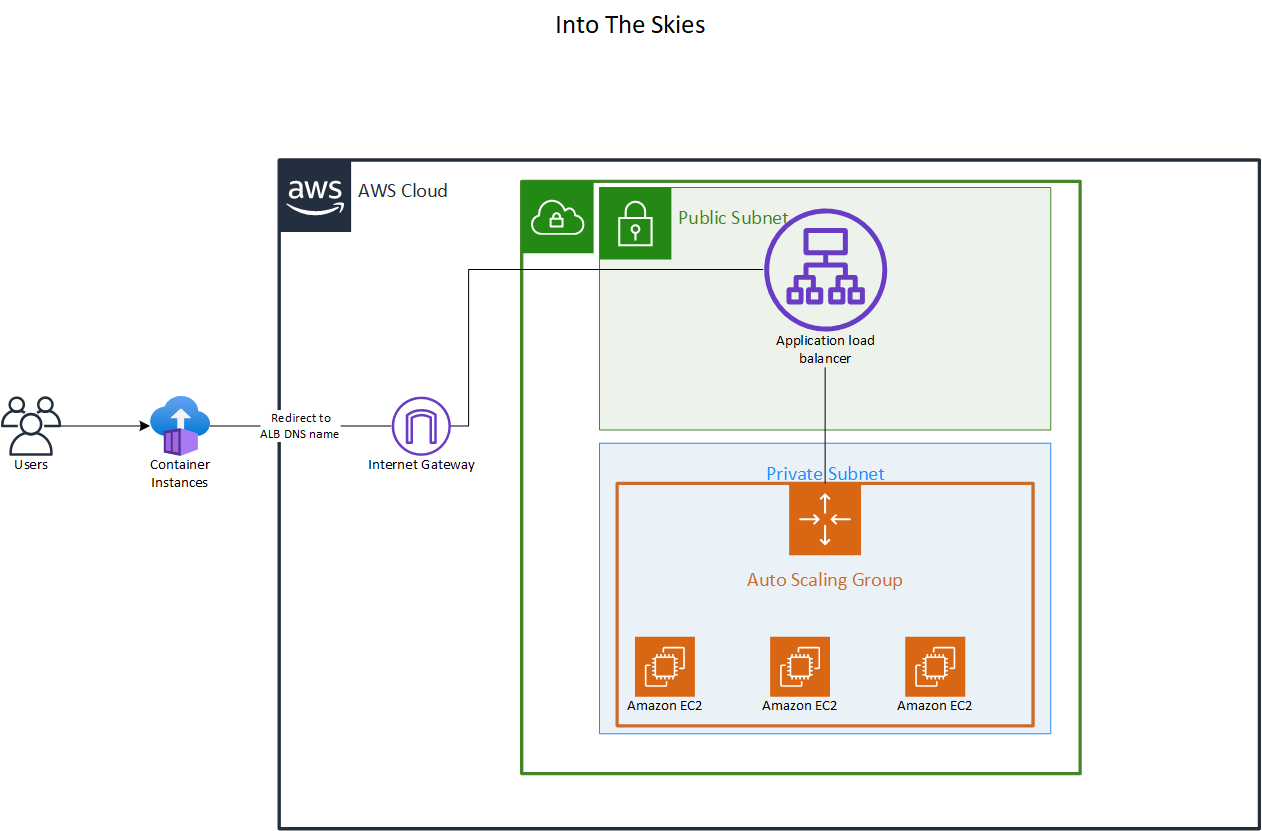 Into The Skies
aws
AWS Cloud
Public Subnet
Application load
balancer
Redirect to
ALB DNS name
Users
Container
Instances
Internet Gateway
Private Subnet
Auto Scaling Group
Amazon EC2
Amazon EC2
Amazon EC2